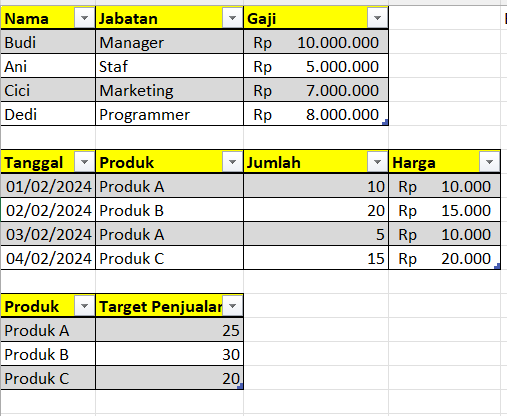 Nama Jabatan Gaji
Budi Manager Rp 10.000.000
Ani Staf Rp 5.000.000
Cici Marketing Rp 7.000.000
Dedi Programmer Rp 8.000.000
Tanggal Produk Jumlah Harga
01/02/2024 Produk A 10 Rp 10.000
02/02/2024 Produk B 20 Rp 15.000
03/02/2024 Produk A 5 Rp 10.000
04/02/2024 Produk C 15 Rp 20.000
Produk Target Penjualan
Produk A 25
Produk B 30
Produk C 20